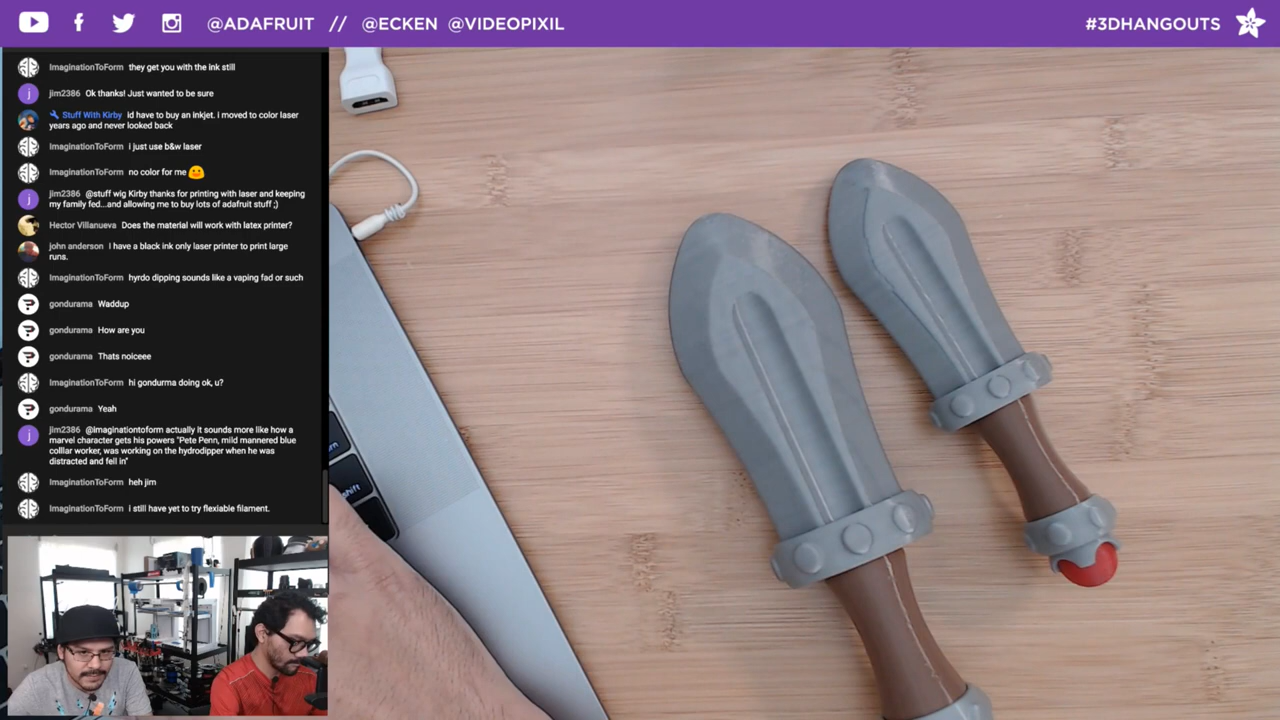 @ADAFRUIT // @ECKEN @VIDEOPIXIL
#3DHANGOUTS
ImaginationToForm they get you with the ink still
jim2386 Ok thanks! Just wanted to be sure
Stuff With Kirby id have to buy an inkjet. i moved to color laser
years ago and never looked back
ImaginationToForm i just use b&w laser
ImaginationToForm no color for me
jim2386 @stuff wig Kirby thanks for printing with laser and keeping
my family fed...and allowing me to buy lots of adafruit stuff ;)
Hector Villanueva Does the material will work with latex printer?
john anderson I have a black ink only laser printer to print large
runs.
ImaginationToForm hyrdo dipping sounds like a vaping fad or such
gondurama Waddup
gondurama How are you
gondurama Thats noiceee
ImaginationToForm hi gondurma doing ok, u?
gondurama Yeah
jim2386 @Imaginationtoform actually it sounds more like how a
marvel character gets his powers "Pete Penn, mild mannered blue
colllar worker, was working on the hydrodipper when he was
distracted and fell in"
ImaginationToForm heh jim
ImaginationToForm i still have yet to try flexiable filament.
shift